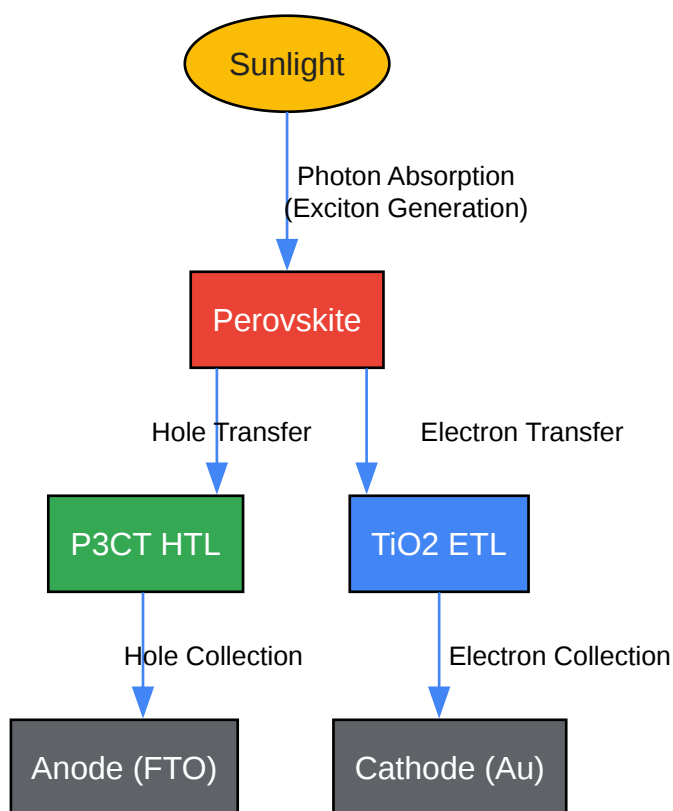 Sunlight
Photon Absorption
(Exciton Generation)
Perovskite
Hole Transfer
Electron Transfer
P3CT HTL
TiO2 ETL
Hole Collection
Electron Collection
Anode (FTO)
Cathode (Au)